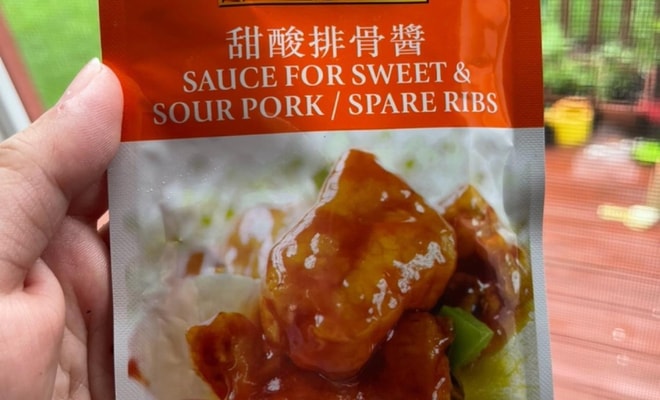 甜酸排骨醬
SAUCE FOR SWEET &
SOUR PORK / SPARE RIBS